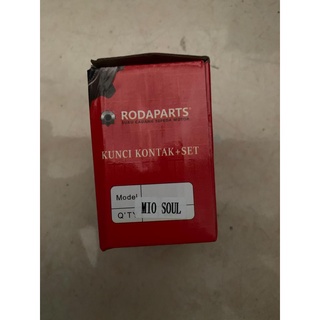 RODAPARTS
KUNCI KONTAK+SET
Model
MIO SOUL
Q'TY